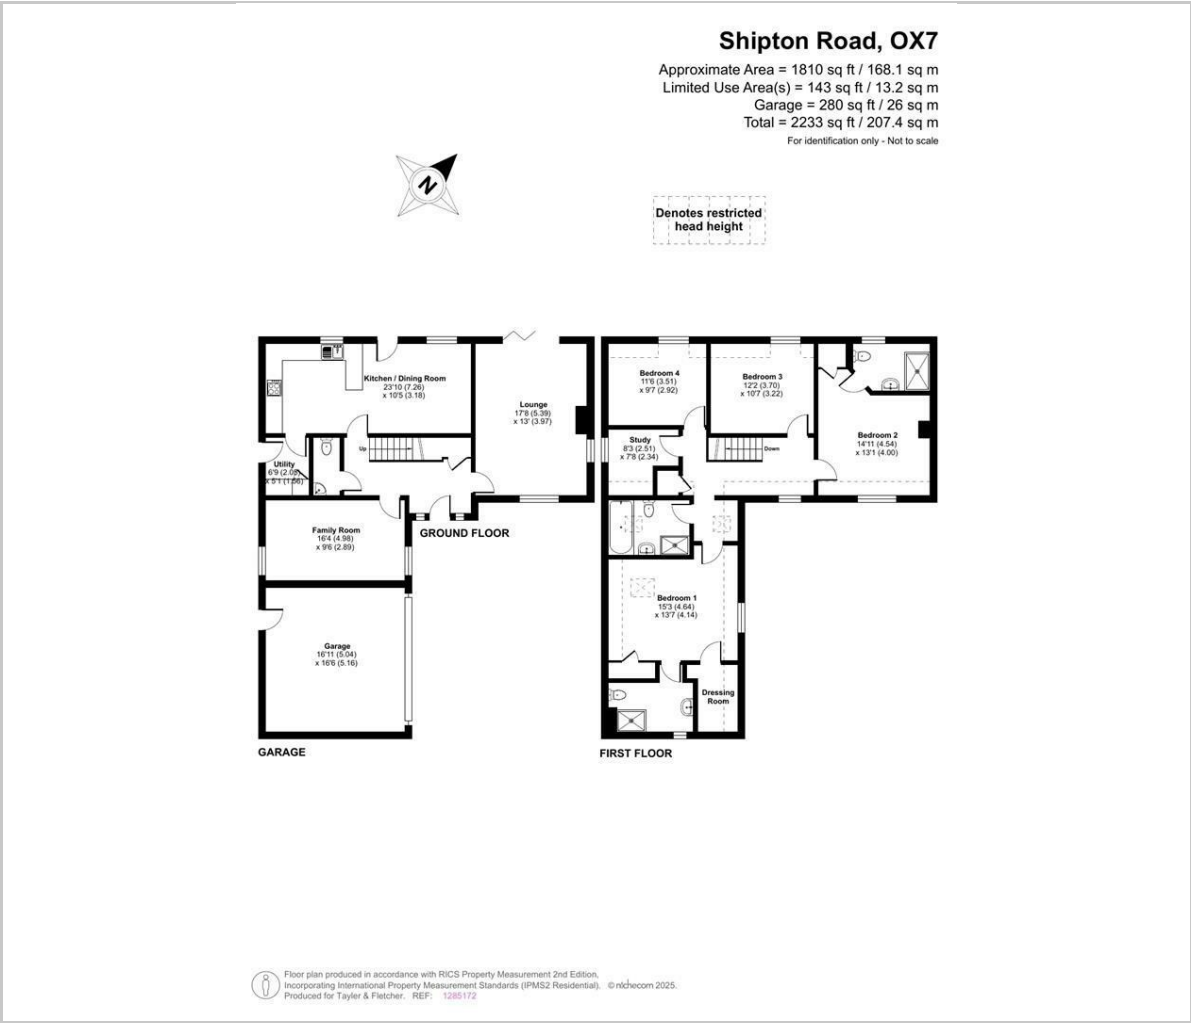 Shipton Road, OX7
Approximate Area = 1810 sq ft / 168.1 sq m
Limited Use Area(s) = 143 sq ft / 13.2 sq m
Garage = 280 sq ft / 26 sq m
Total = 2233 sq ft / 207.4 sq m
For identification only - Not to scale
N
Denotes restricted
head height
Kitchen / Dining Room
23'10 (7.26)
x 10'5 (3.18)
Lounge
17'8 (5.39)
x 13' (3.97)
Up
Utility
6'9 (2.05)
x 5'1 (1.56)
Family Room
16'4 (4.98)
x 9'6 (2.89)
GROUND FLOOR
Garage
16'11 (5.04)
x 16'6 (5.16)
GARAGE
Bedroom 4
11'6 (3.51)
x 9'7 (2.92)
Bedroom 3
12'2 (3.70)
x 10'7 (3.22)
Bedroom 2
14'11 (4.54)
x 13'1 (4.00)
Study
8'3 (2.51)
x 7'8 (2.34)
Down
Bedroom 1
15'3 (4.64)
x 13'7 (4.14)
Dressing
Room
FIRST FLOOR
Floor plan produced in accordance with RICS Property Measurement 2nd Edition,
Incorporating International Property Measurement Standards (IPMS2 Residential). © nichecom 2025.
Produced for Tayler & Fletcher. REF: 1285172